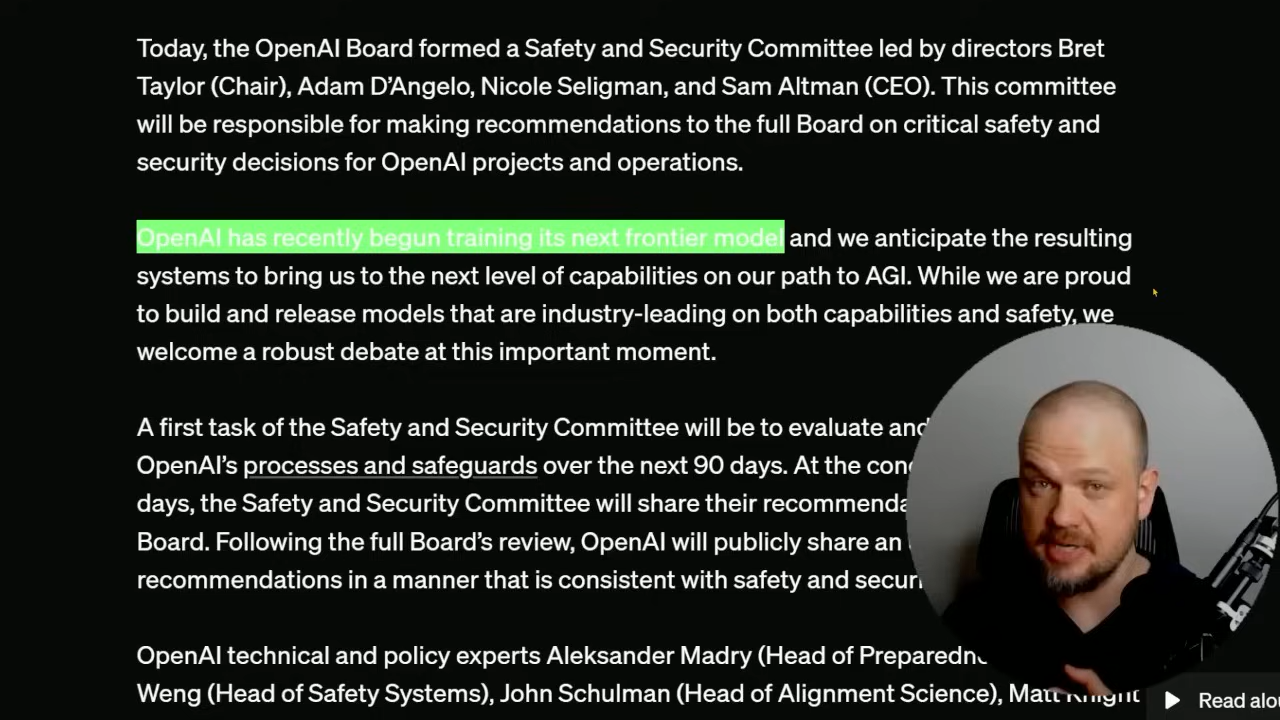 Today, the OpenAI Board formed a Safety and Security Committee led by directors Bret
Taylor (Chair), Adam D’Angelo, Nicole Seligman, and Sam Altman (CEO). This committee
will be responsible for making recommendations to the full Board on critical safety and
security decisions for OpenAI projects and operations.
OpenAI has recently begun training its next frontier model and we anticipate the resulting
systems to bring us to the next level of capabilities on our path to AGI. While we are proud
to build and release models that are industry-leading on both capabilities and safety, we
welcome a robust debate at this important moment.
A first task of the Safety and Security Committee will be to evaluate and
OpenAI’s processes and safeguards over the next 90 days. At the
days, the Safety and Security Committee will share their
Board. Following the full Board’s review, OpenAI will publicly share an
recommendations in a manner that is consistent with safety and
OpenAI technical and policy experts Aleksander Madry (Head of
Weng (Head of Safety Systems), John Schulman (Head of Alignment Science), Matt Knight
Read